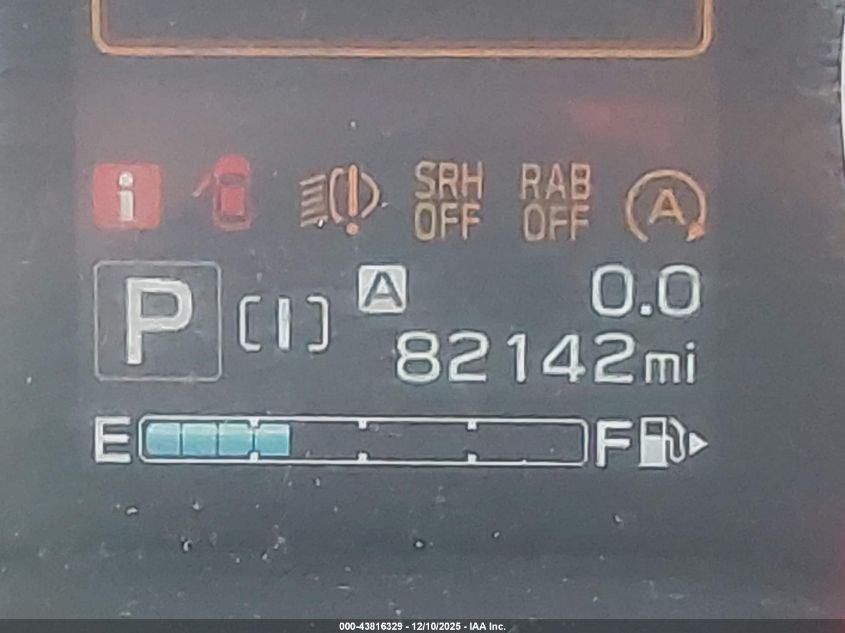 i
SRH OFF
RAB OFF
A
P
[I]
A
0.0
82142mi
E
F
000-43816329 - 12/10/2025 - IAA Inc.